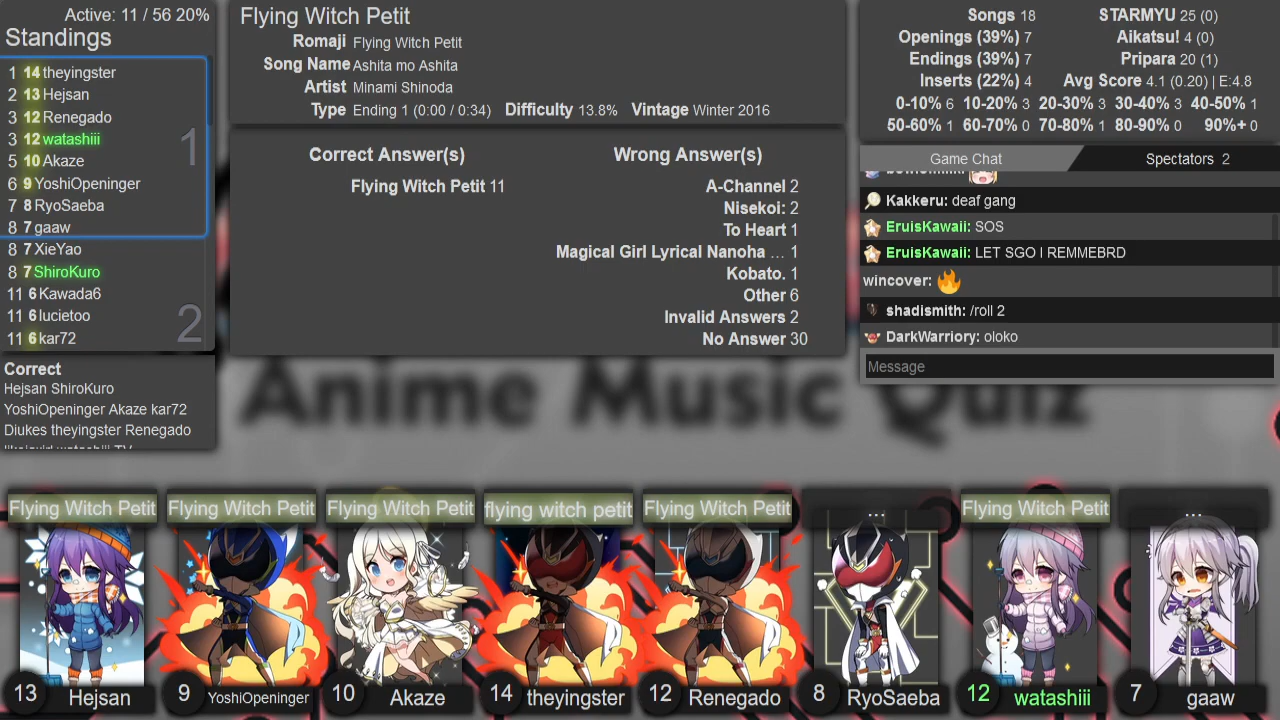 Active: 11 / 56 20%
Standings
1 14 theyingster
2 13 Hejsan
3 12 Renegado
3 12 watashiii
5 10 Akaze
6 9 YoshiOpeninger
7 8 RyoSaeba
8 7 gaaw
1
8 7 XieYao
8 7 ShiroKuro
11 6 Kawada6
11 6 lucietoo
11 6 kar72
2
Correct
Hejsan ShiroKuro
YoshiOpeninger Akaze kar72
Diukes theyingster Renegado
Flying Witch Petit
Romaji Flying Witch Petit
Song Name Ashita mo Ashita
Artist Minami Shinoda
Type Ending 1 (0:00 / 0:34) Difficulty 13.8% Vintage Winter 2016
Correct Answer(s)
Flying Witch Petit 11
Wrong Answer(s)
A-Channel 2
Nisekoi: 2
To Heart 1
Magical Girl Lyrical Nanoha ... 1
Kobato. 1
Other 6
Invalid Answers 2
No Answer 30
Songs 18 STARMYU 25 (0)
Openings (39%) 7 Aikatsu! 4 (0)
Endings (39%) 7 Pripara 20 (1)
Inserts (22%) 4 Avg Score 4.1 (0.20) | E:4.8
0-10% 6 10-20% 3 20-30% 3 30-40% 3 40-50% 1
50-60% 1 60-70% 0 70-80% 1 80-90% 0 90%+ 0
Game Chat Spectators 2
Kakkeru: deaf gang
EruisKawaii: SOS
EruisKawaii: LET SGO I REMMEBRD
wincover:
shadismith: /roll 2
DarkWarriory: oloko
Message
Anime Music Quiz
Flying Witch Petit Flying Witch Petit Flying Witch Petit flying witch petit Flying Witch Petit ... Flying Witch Petit ...
13 Hejsan 9 YoshiOpeninger 10 Akaze 14 theyingster 12 Renegado 8 RyoSaeba 12 watashiii 7 gaaw